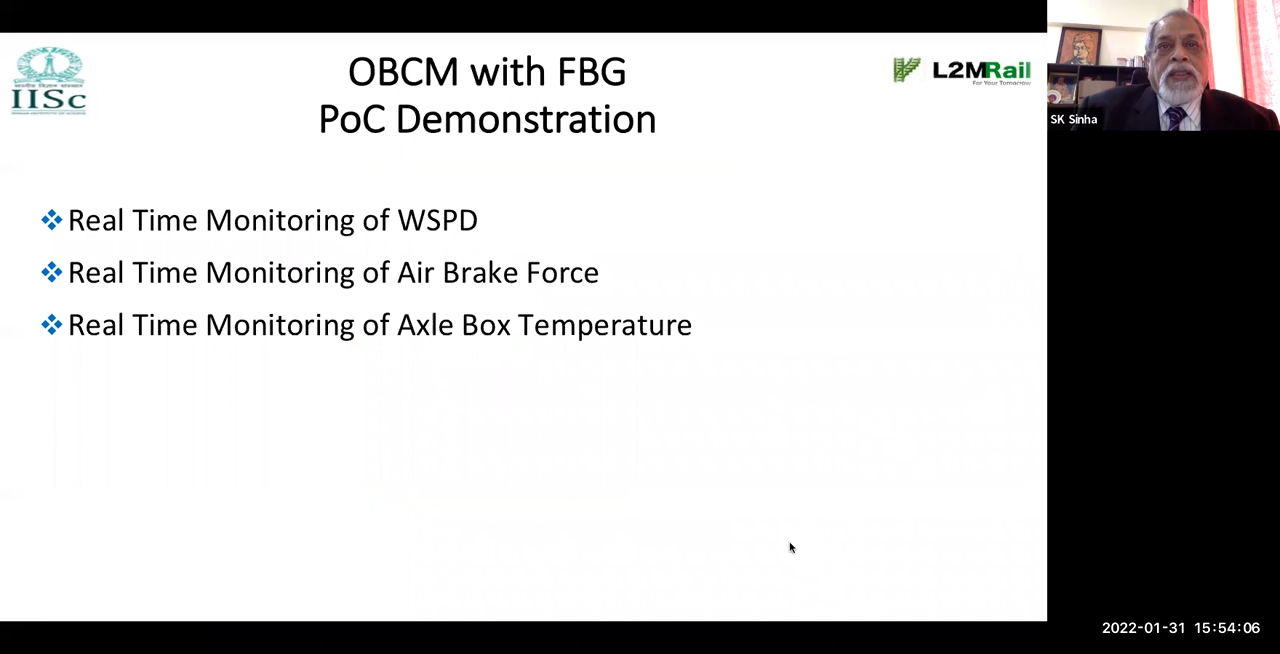 IISc
OBCM with FBG
PoC Demonstration
L2MRail
For Your Tomorrow
Real Time Monitoring of WSPD
Real Time Monitoring of Air Brake Force
Real Time Monitoring of Axle Box Temperature
SK Sinha
2022-01-31 15:54:06